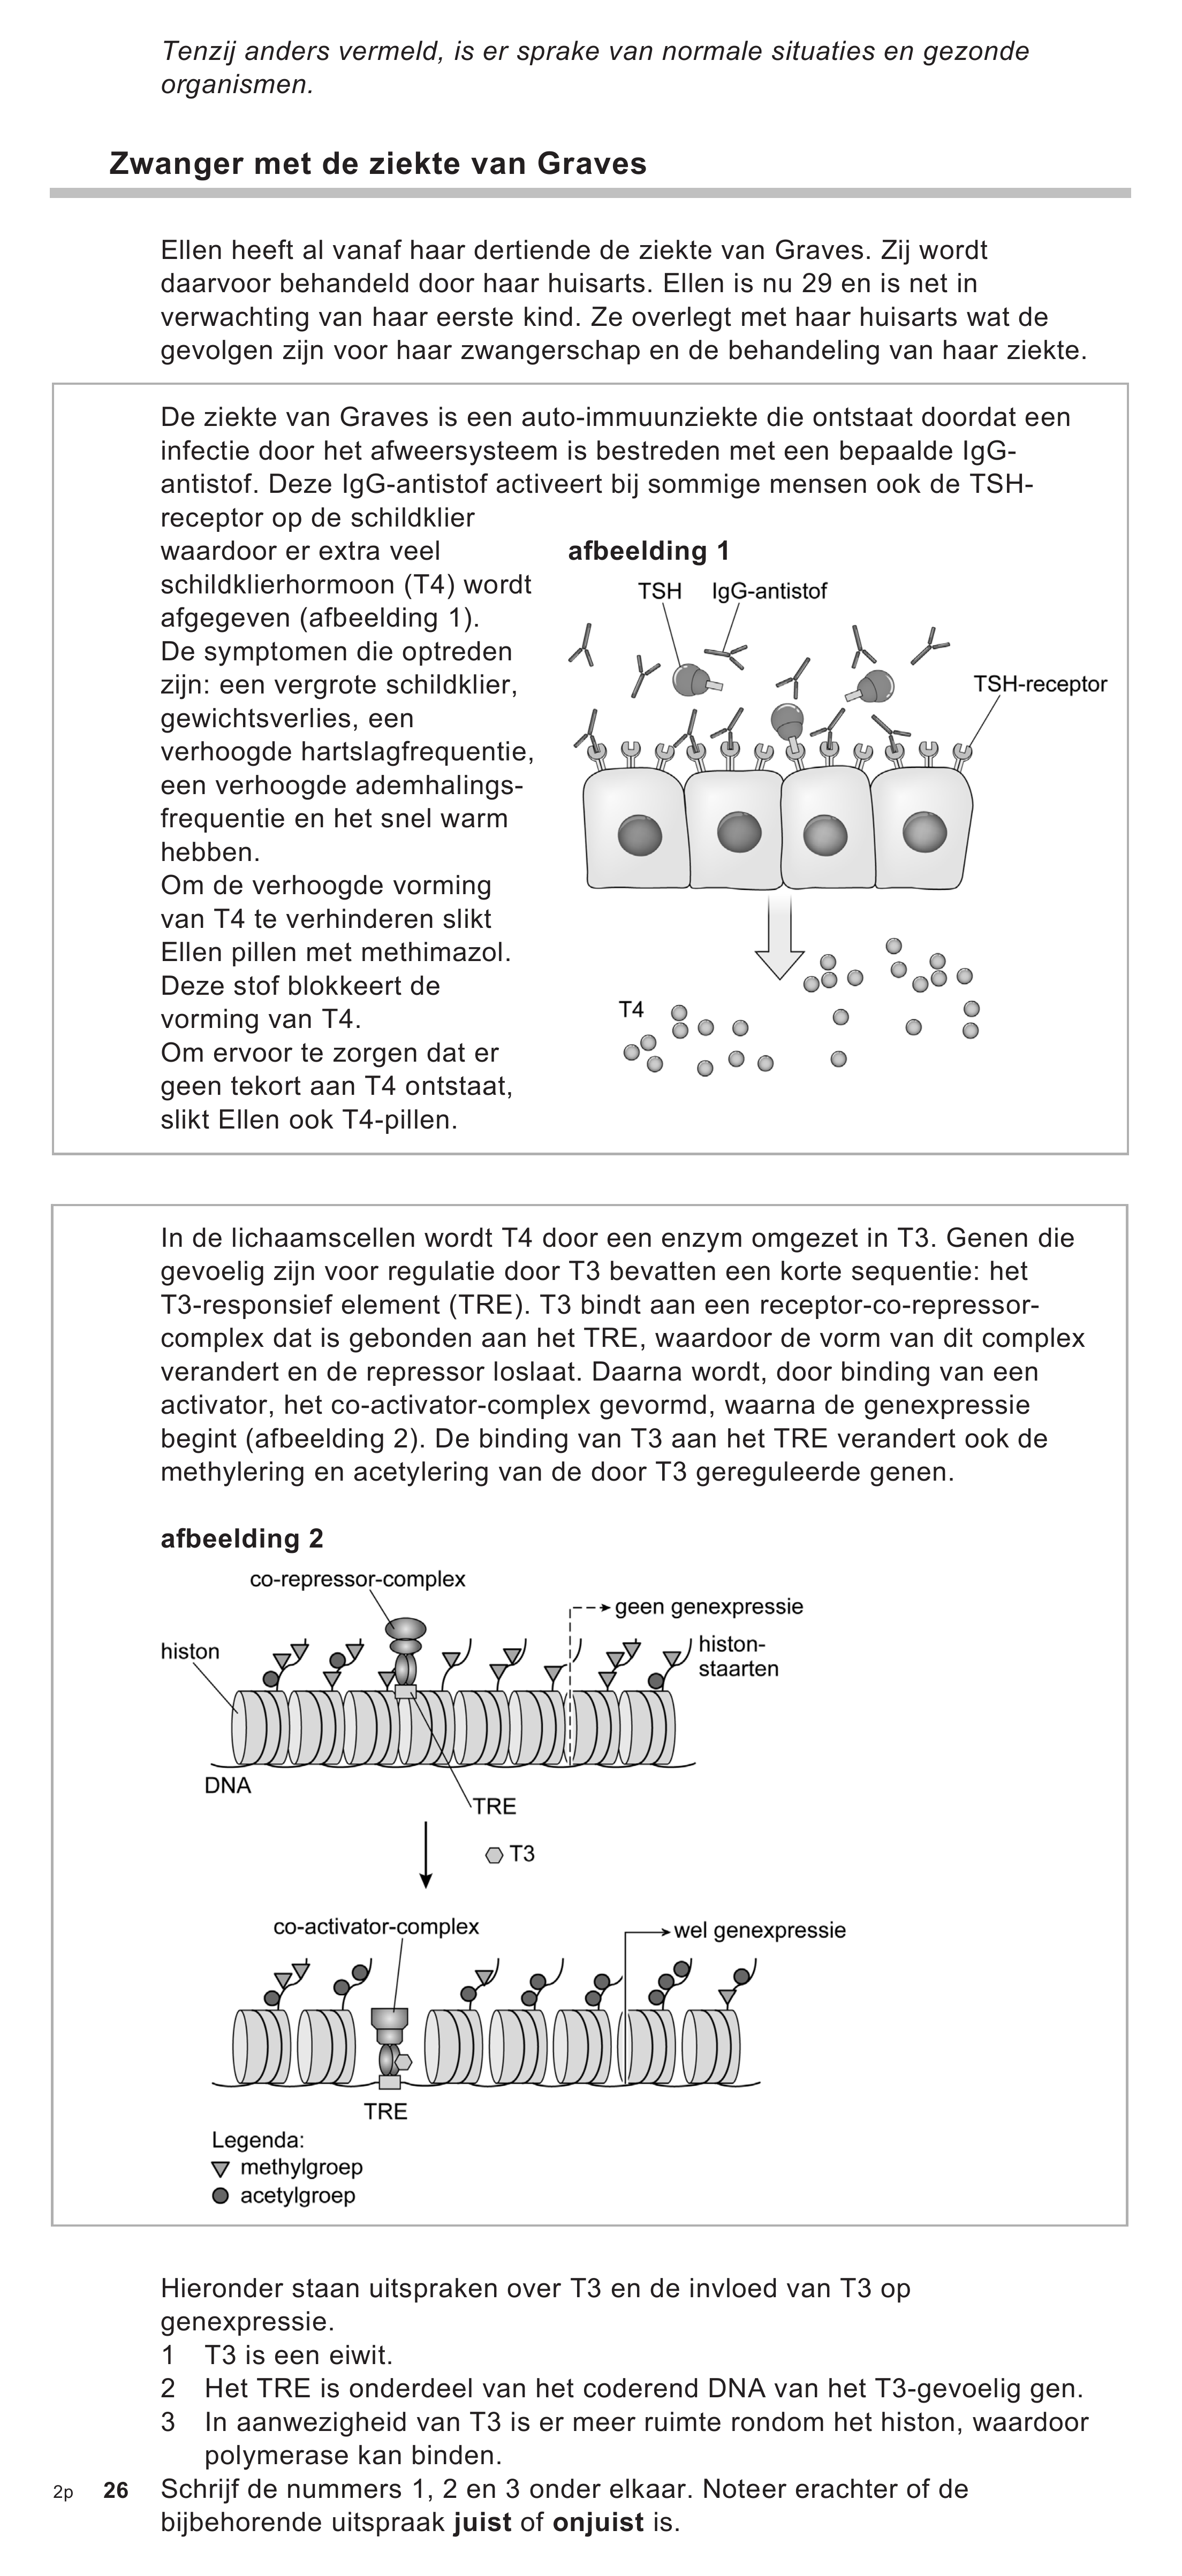 Tenzij anders vermeld, is er sprake van normale situaties en gezonde
organismen.
Zwanger met de ziekte van Graves
Ellen heeft al vanaf haar dertiende de ziekte van Graves. Zij wordt
daarvoor behandeld door haar huisarts. Ellen is nu 29 en is net in
verwachting van haar eerste kind. Ze overlegt met haar huisarts wat de
gevolgen zijn voor haar zwangerschap en de behandeling van haar ziekte.
De ziekte van Graves is een auto-immuunziekte die ontstaat doordat een
infectie door het afweersysteem is bestreden met een bepaalde IgG-
antistof. Deze IgG-antistof activeert bij sommige mensen ook de TSH-
receptor op de schildklier
waardoor er extra veel
schildklierhormoon (T4) wordt
afgegeven (afbeelding 1).
De symptomen die optreden
zijn: een vergrote schildklier,
gewichtsverlies, een
verhoogde hartslagfrequentie,
een verhoogde ademhalings-
frequentie en het snel warm
hebben.
Om de verhoogde vorming
van T4 te verhinderen slikt
Ellen pillen met methimazol.
Deze stof blokkeert de
vorming van T4.
Om ervoor te zorgen dat er
geen tekort aan T4 ontstaat,
slikt Ellen ook T4-pillen.
afbeelding 1
TSH IgG-antistof
TSH-receptor
T4
In de lichaamscellen wordt T4 door een enzym omgezet in T3. Genen die
gevoelig zijn voor regulatie door T3 bevatten een korte sequentie: het
T3-responsief element (TRE). T3 bindt aan een receptor-co-repressor-
complex dat is gebonden aan het TRE, waardoor de vorm van dit complex
verandert en de repressor loslaat. Daarna wordt, door binding van een
activator, het co-activator-complex gevormd, waarna de genexpressie
begint (afbeelding 2). De binding van T3 aan het TRE verandert ook de
methylering en acetylering van de door T3 gereguleerde genen.
afbeelding 2
co-repressor-complex
geen genexpressie
histon
histon-
staarten
DNA
TRE
T3
co-activator-complex
wel genexpressie
TRE
Legenda:
methylgroep
acetylgroep
Hieronder staan uitspraken over T3 en de invloed van T3 op
genexpressie.
1 T3 is een eiwit.
2 Het TRE is onderdeel van het coderend DNA van het T3-gevoelig gen.
3 In aanwezigheid van T3 is er meer ruimte rondom het histon, waardoor
polymerase kan binden.
2p 26 Schrijf de nummers 1, 2 en 3 onder elkaar. Noteer erachter of de
bijbehorende uitspraak juist of onjuist is.